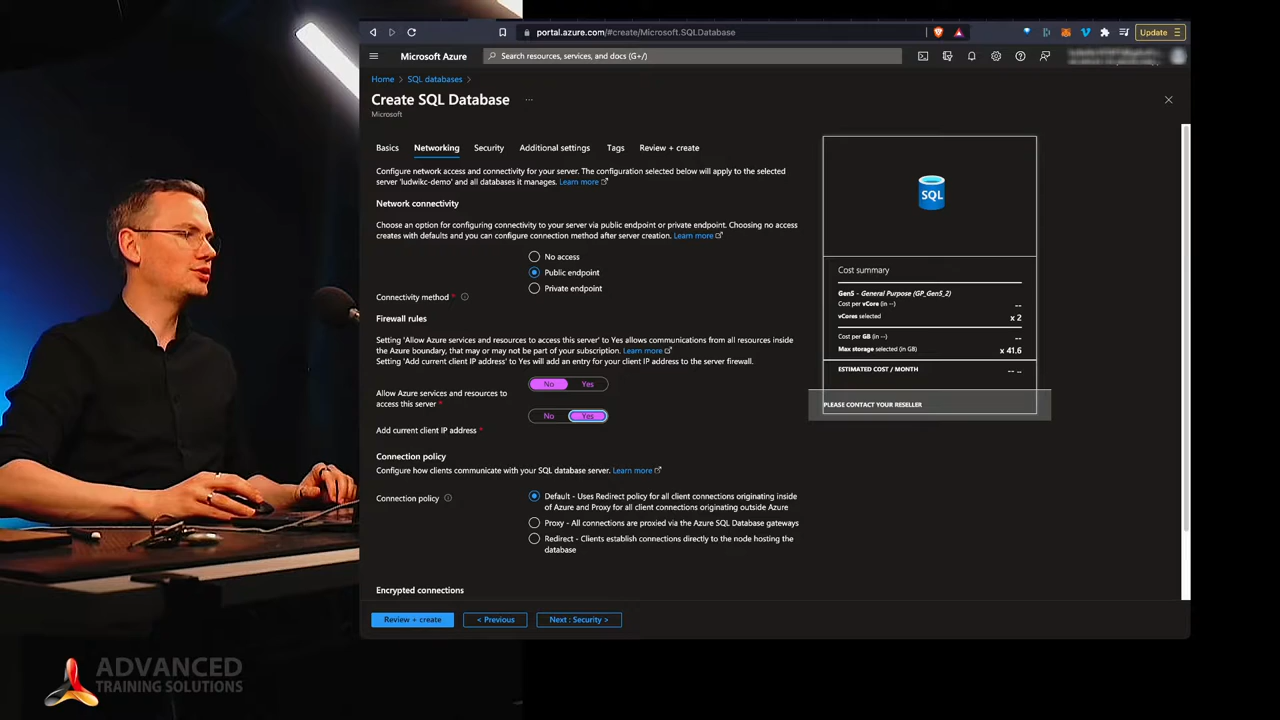 portal.azure.com/#create/Microsoft.SQLDatabase
Update
Microsoft Azure
Search resources, services, and docs (G+/)
Home > SQL databases >
Create SQL Database ...
Microsoft
Basics Networking Security Additional settings Tags Review + create
Configure network access and connectivity for your server. The configuration selected below will apply to the selected
server 'ludwikc-demo' and all databases it manages. Learn more
Network connectivity
Choose an option for configuring connectivity to your server via public endpoint or private endpoint. Choosing no access
creates with defaults and you can configure connection method after server creation. Learn more
No access
Public endpoint
Private endpoint
Connectivity method *
Firewall rules
Setting 'Allow Azure services and resources to access this server' to Yes allows communications from all resources inside
the Azure boundary, that may or may not be part of your subscription. Learn more
Setting 'Add current client IP address' to Yes will add an entry for your client IP address to the server firewall.
No Yes
Allow Azure services and resources to
access this server *
No Yes
Add current client IP address *
Connection policy
Configure how clients communicate with your SQL database server. Learn more
Connection policy
Default - Uses Redirect policy for all client connections originating inside
of Azure and Proxy for all client connections originating outside Azure
Proxy - All connections are proxied via the Azure SQL Database gateways
Redirect - Clients establish connections directly to the node hosting the
database
Encrypted connections
Review + create < Previous Next : Security >
SQL
Cost summary
Gen5 - General Purpose (GP_Gen5_2)
Cost per vCore (in --) --
vCores selected x 2
Cost per GB (in --) --
Max storage selected (in GB) x 41.6
ESTIMATED COST / MONTH -- --
PLEASE CONTACT YOUR RESELLER
ADVANCED
TRAINING SOLUTIONS